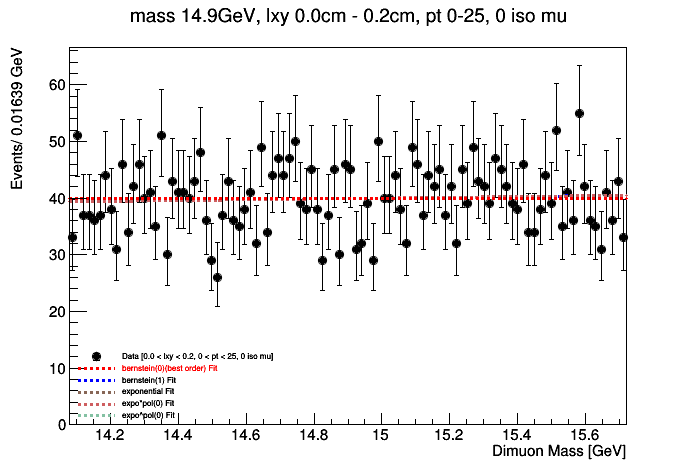 mass 14.9GeV, lxy 0.0cm - 0.2cm, pt 0-25, 0 iso mu
Events/ 0.01639 GeV
60
50
40
30
20
10
0
Data [0.0 < lxy < 0.2, 0 < pt < 25, 0 iso mu]
bernstein(0)(best order) Fit
bernstein(1) Fit
exponential Fit
expo*pol(0) Fit
expo^pol(0) Fit
14.2 14.4 14.6 14.8 15 15.2 15.4 15.6
Dimuon Mass [GeV]